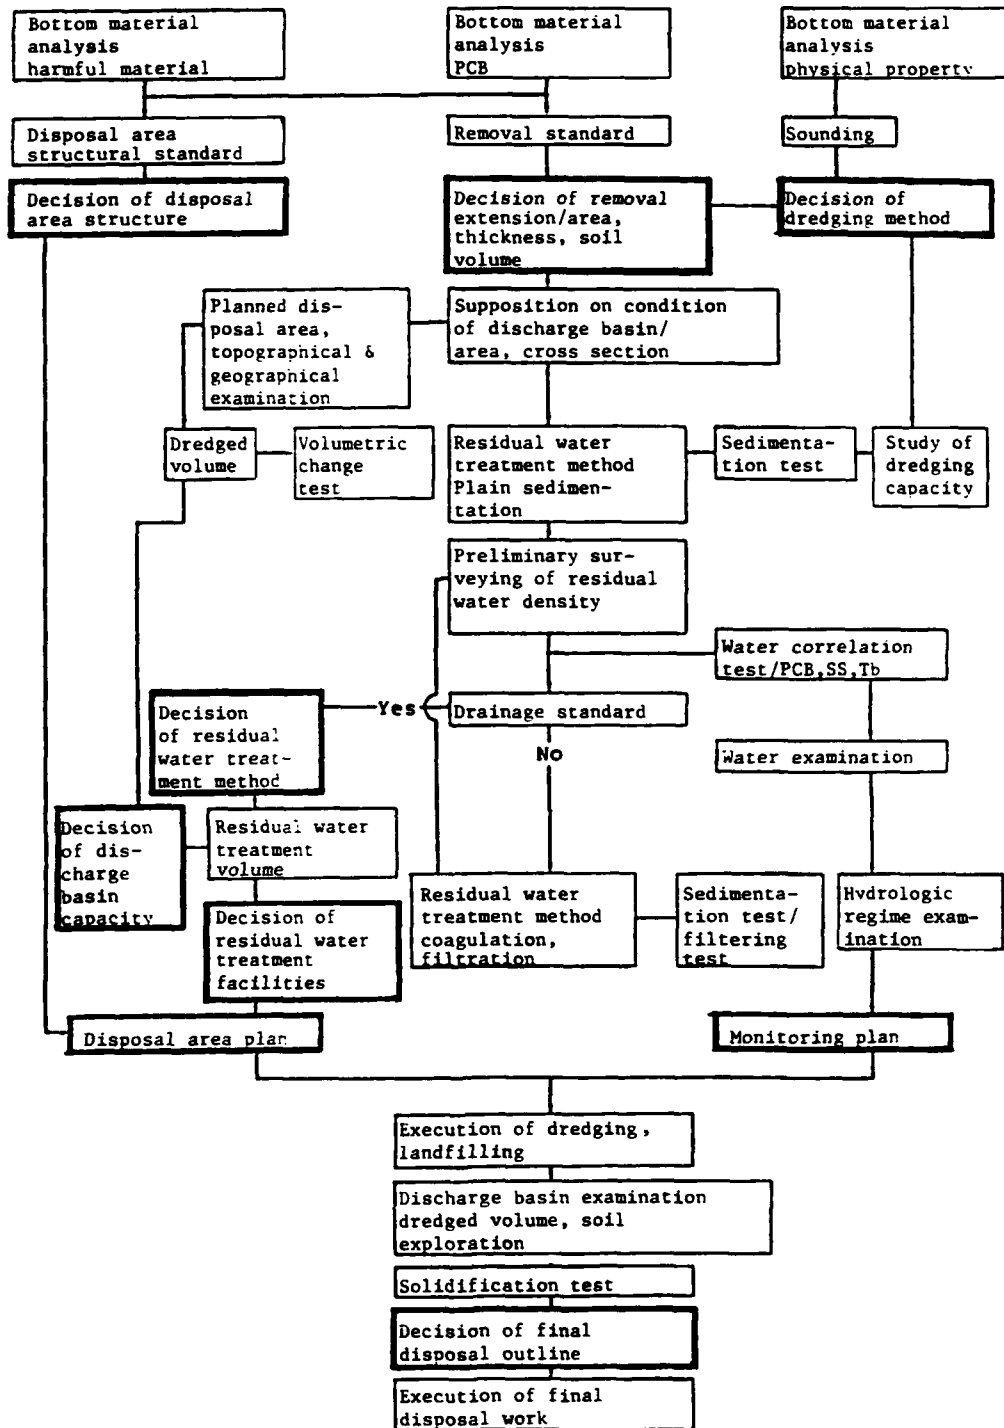 Bottom material
analysis
harmful material
Bottom material
analysis
PCB
Bottom material
analysis
physical property
Disposal area
structural standard
Removal standard
Sounding
Decision of disposal
area structure
Decision of removal
extension/area,
thickness, soil
volume
Decision of
dredging method
Planned dis-
posal area,
topographical &
geographical
examination
Supposition on condition
of discharge basin/
area, cross section
Dredged
volume
Volumetric
change
test
Residual water
treatment method
Plain sedimen-
tation
Sedimenta-
tion test
Study of
dredging
capacity
Preliminary sur-
veying of residual
water density
Water correlation
test/PCB,SS,Tb
Decision
of residual
water treat-
ment method
Yes
Drainage standard
No
Water examination
Decision
of dis-
charge
basin
capacity
Residual water
treatment
volume
Residual water
treatment method
coagulation,
filtration
Sedimenta-
tion test/
filtering
test
Hydrologic
regime exam-
ination
Decision of
residual water
treatment
facilities
Disposal area plan
Monitoring plan
Execution of dredging,
landfilling
Discharge basin examination
dredged volume, soil
exploration
Solidification test
Decision of final
disposal outline
Execution of final
disposal work